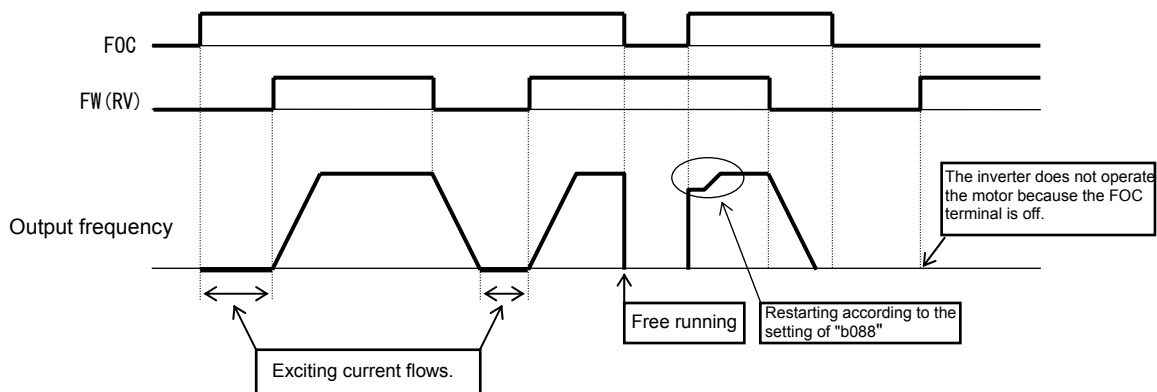 FOC
FW(RV)
Output frequency
The inverter does not operate
the motor because the FOC
terminal is off.
Free running
Restarting according to the
setting of "b088"
Exciting current flows.